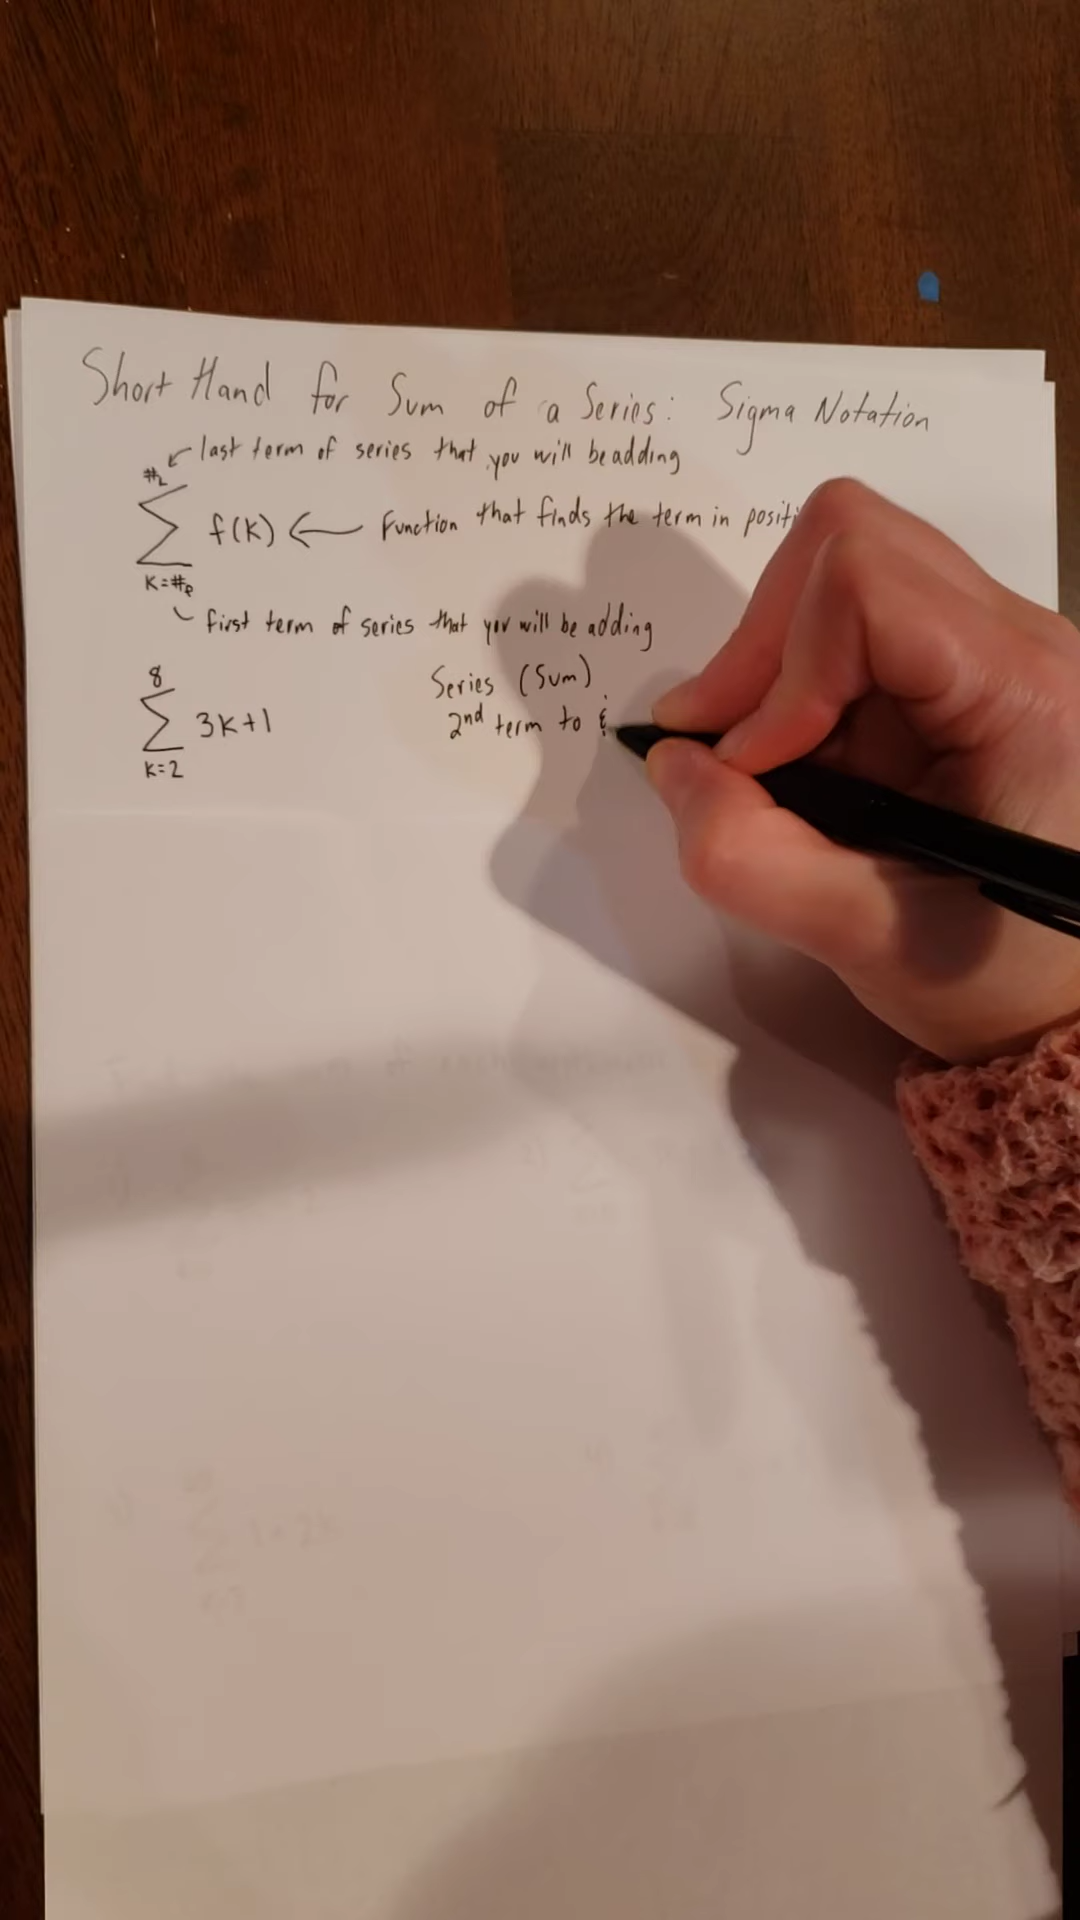 Short Hand for Sum of a Series: Sigma Notation
#L ← last term of series that you will be adding
∑ f(k) ← Function that finds the term in
k=#F
first term of series that you will be adding
8
∑ 3k+1
k=2
Series (Sum)
2nd term to